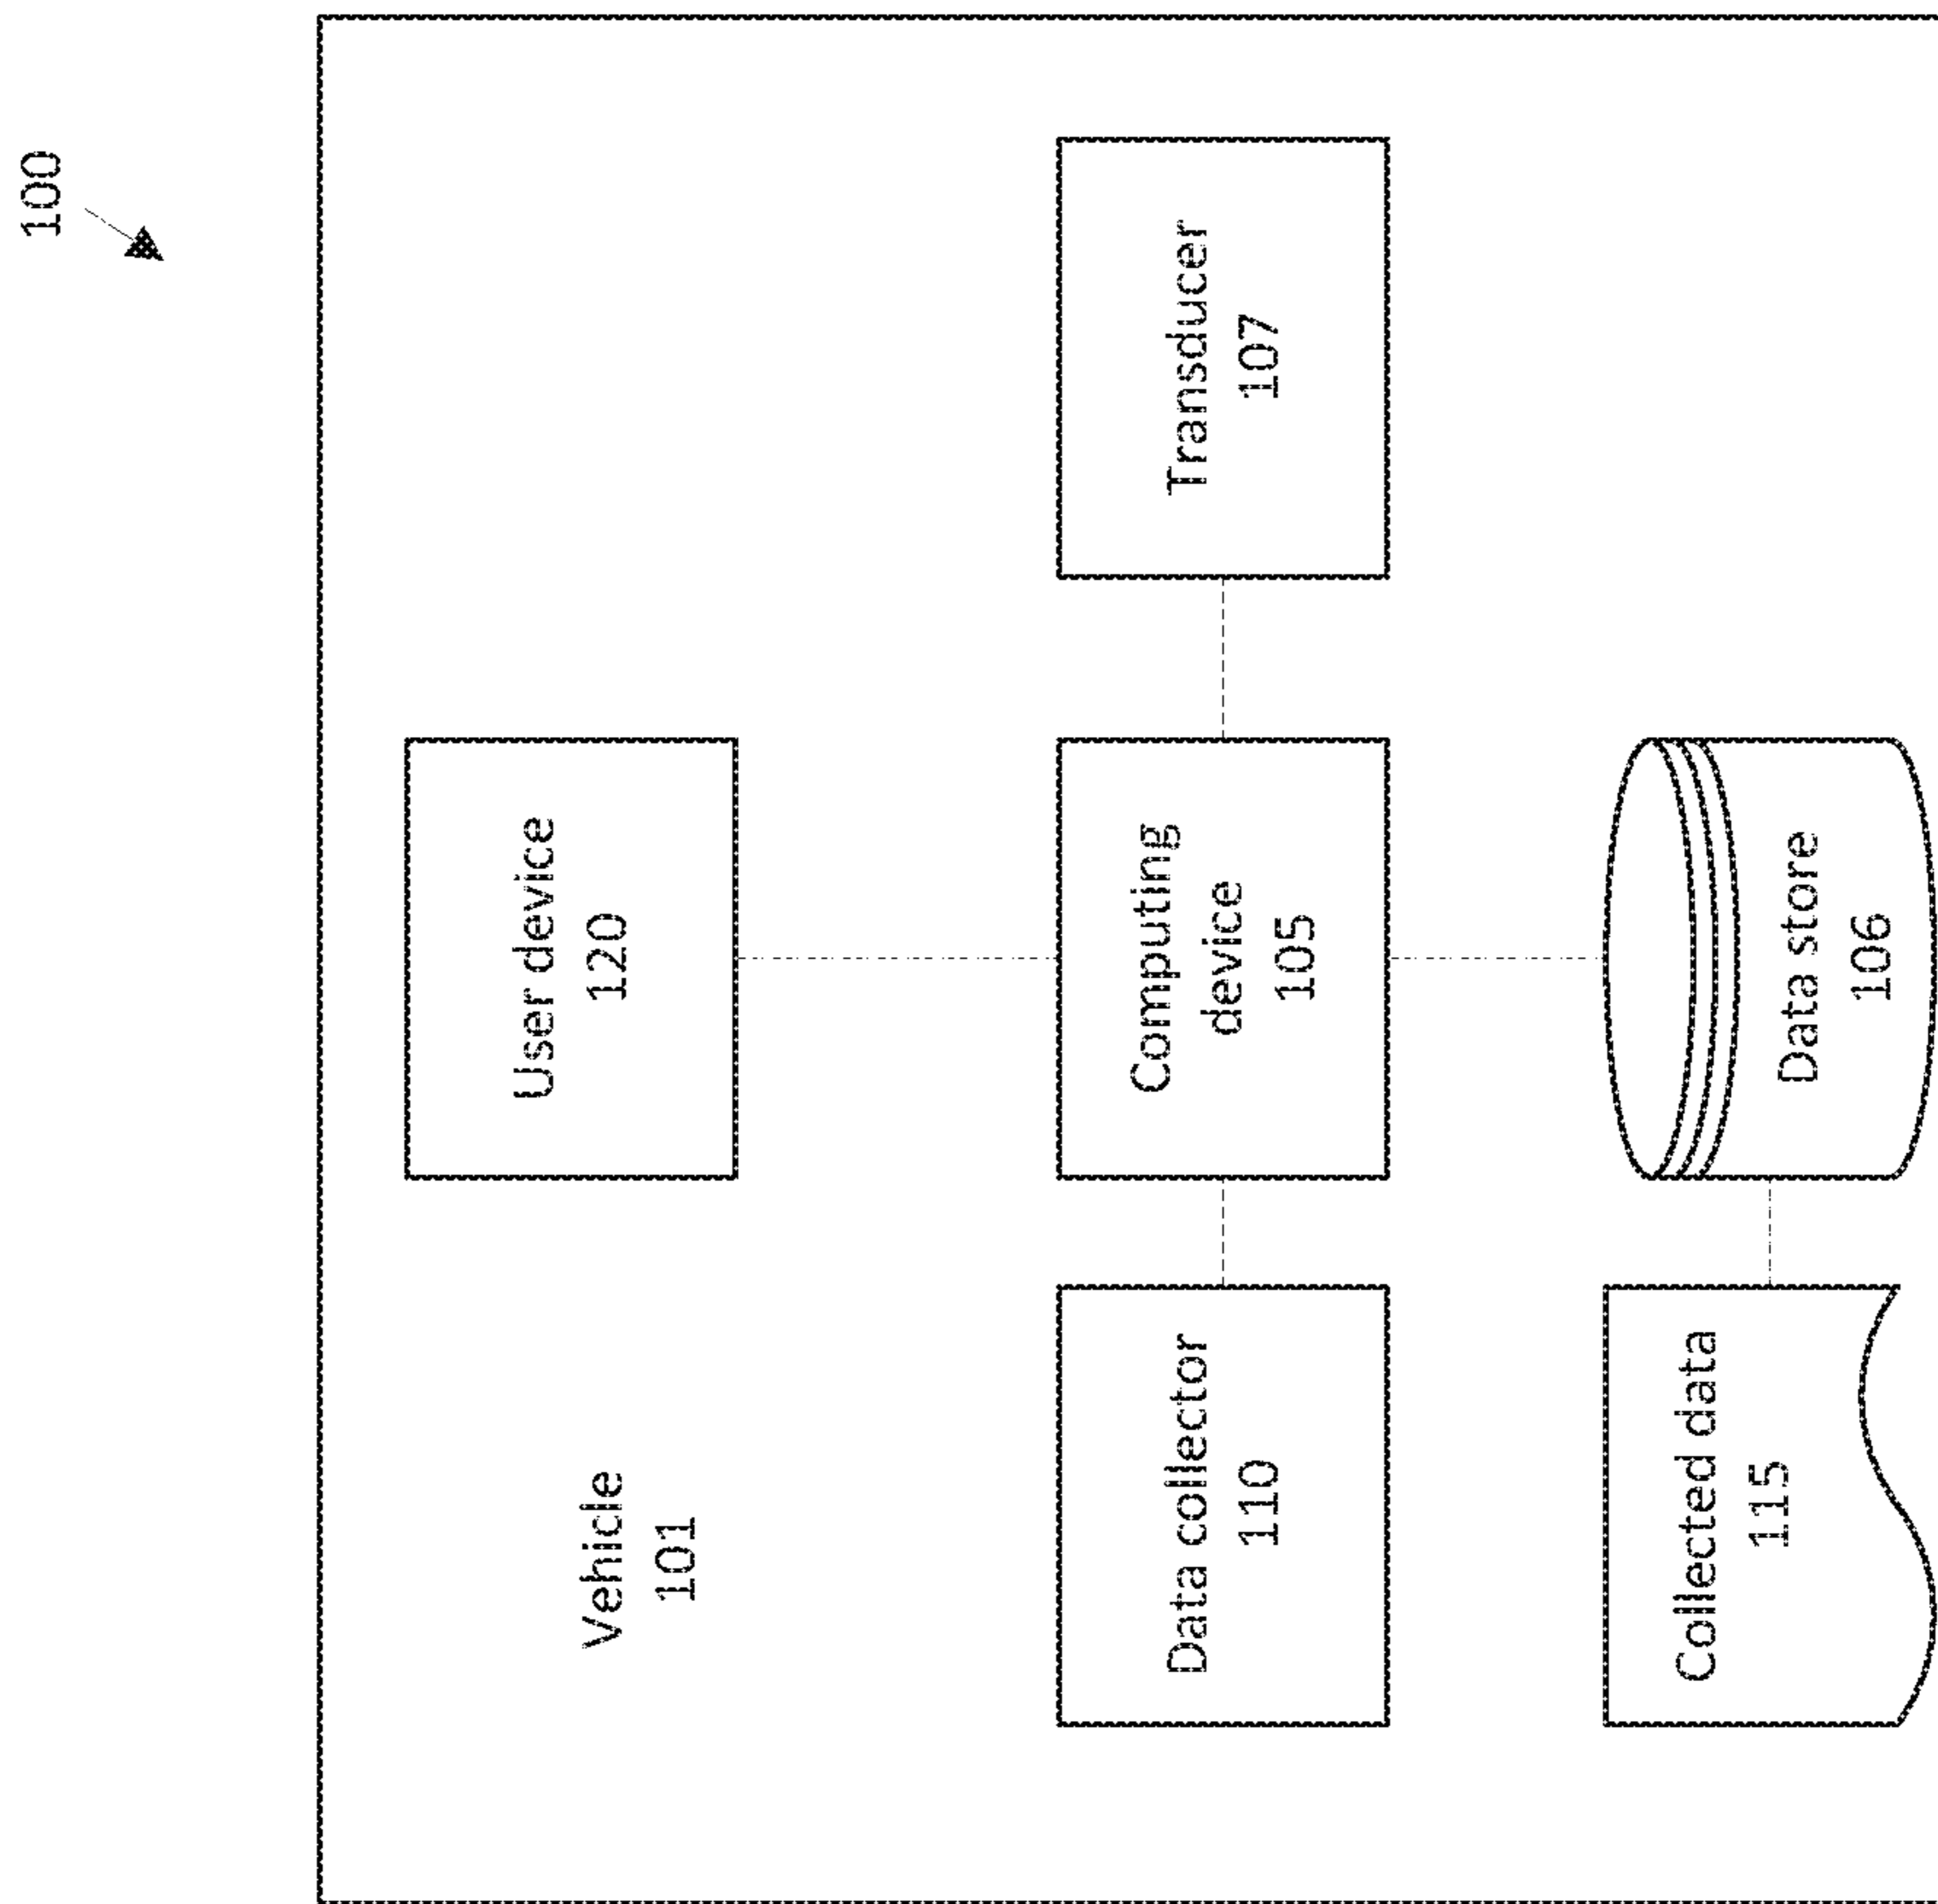 100
Vehicle
101
User device
120
Data collector
110
Computing
device
105
Transducer
107
Collected data
115
Data store
106